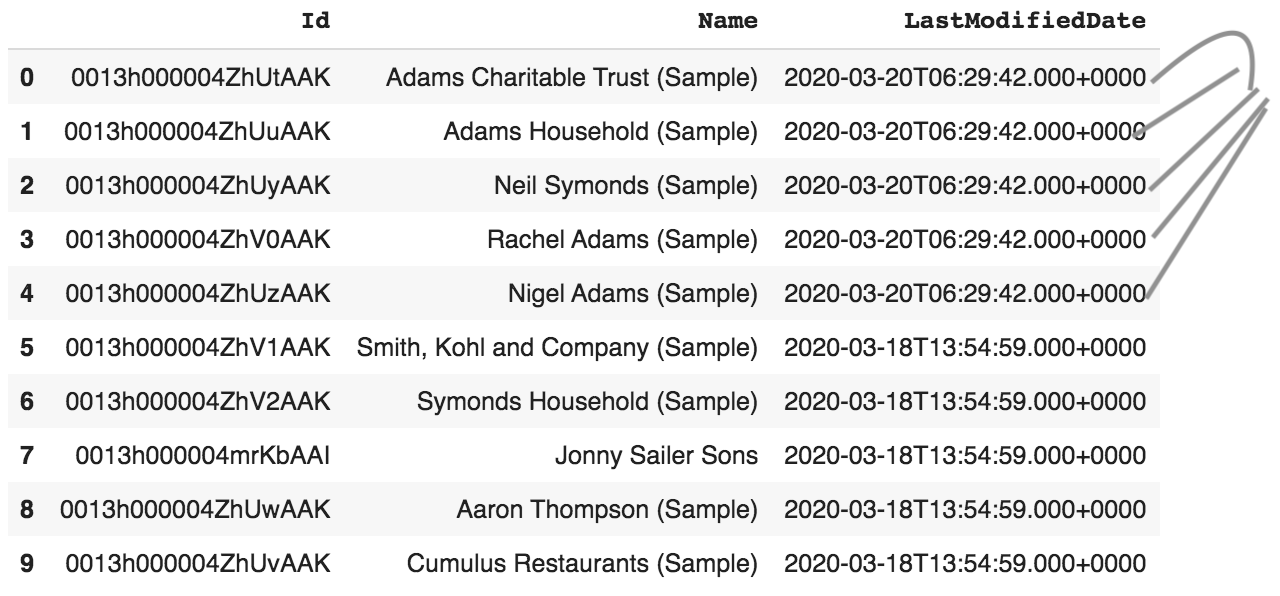 Id Name LastModifiedDate
0 0013h000004ZhUtAAK Adams Charitable Trust (Sample) 2020-03-20T06:29:42.000+0000
1 0013h000004ZhUuAAK Adams Household (Sample) 2020-03-20T06:29:42.000+0000
2 0013h000004ZhUyAAK Neil Symonds (Sample) 2020-03-20T06:29:42.000+0000
3 0013h000004ZhV0AAK Rachel Adams (Sample) 2020-03-20T06:29:42.000+0000
4 0013h000004ZhUzAAK Nigel Adams (Sample) 2020-03-20T06:29:42.000+0000
5 0013h000004ZhV1AAK Smith, Kohl and Company (Sample) 2020-03-18T13:54:59.000+0000
6 0013h000004ZhV2AAK Symonds Household (Sample) 2020-03-18T13:54:59.000+0000
7 0013h000004mrKbAAI Jonny Sailer Sons 2020-03-18T13:54:59.000+0000
8 0013h000004ZhUwAAK Aaron Thompson (Sample) 2020-03-18T13:54:59.000+0000
9 0013h000004ZhUvAAK Cumulus Restaurants (Sample) 2020-03-18T13:54:59.000+0000